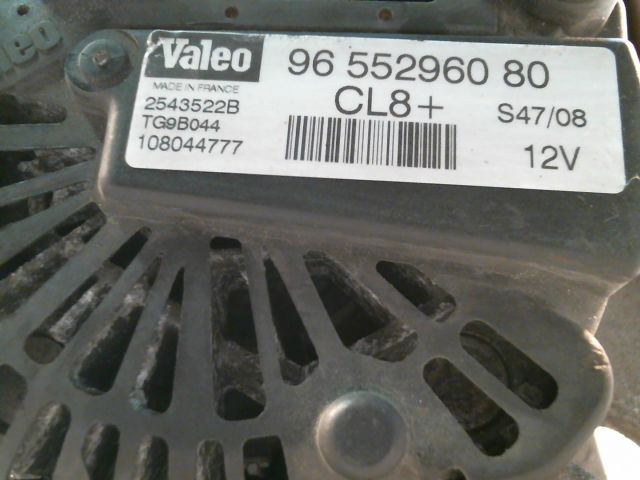 Valeo
96 552960 80
MADE IN FRANCE
CL8+
S47/08
2543522B
TG9B044
108044777
12V